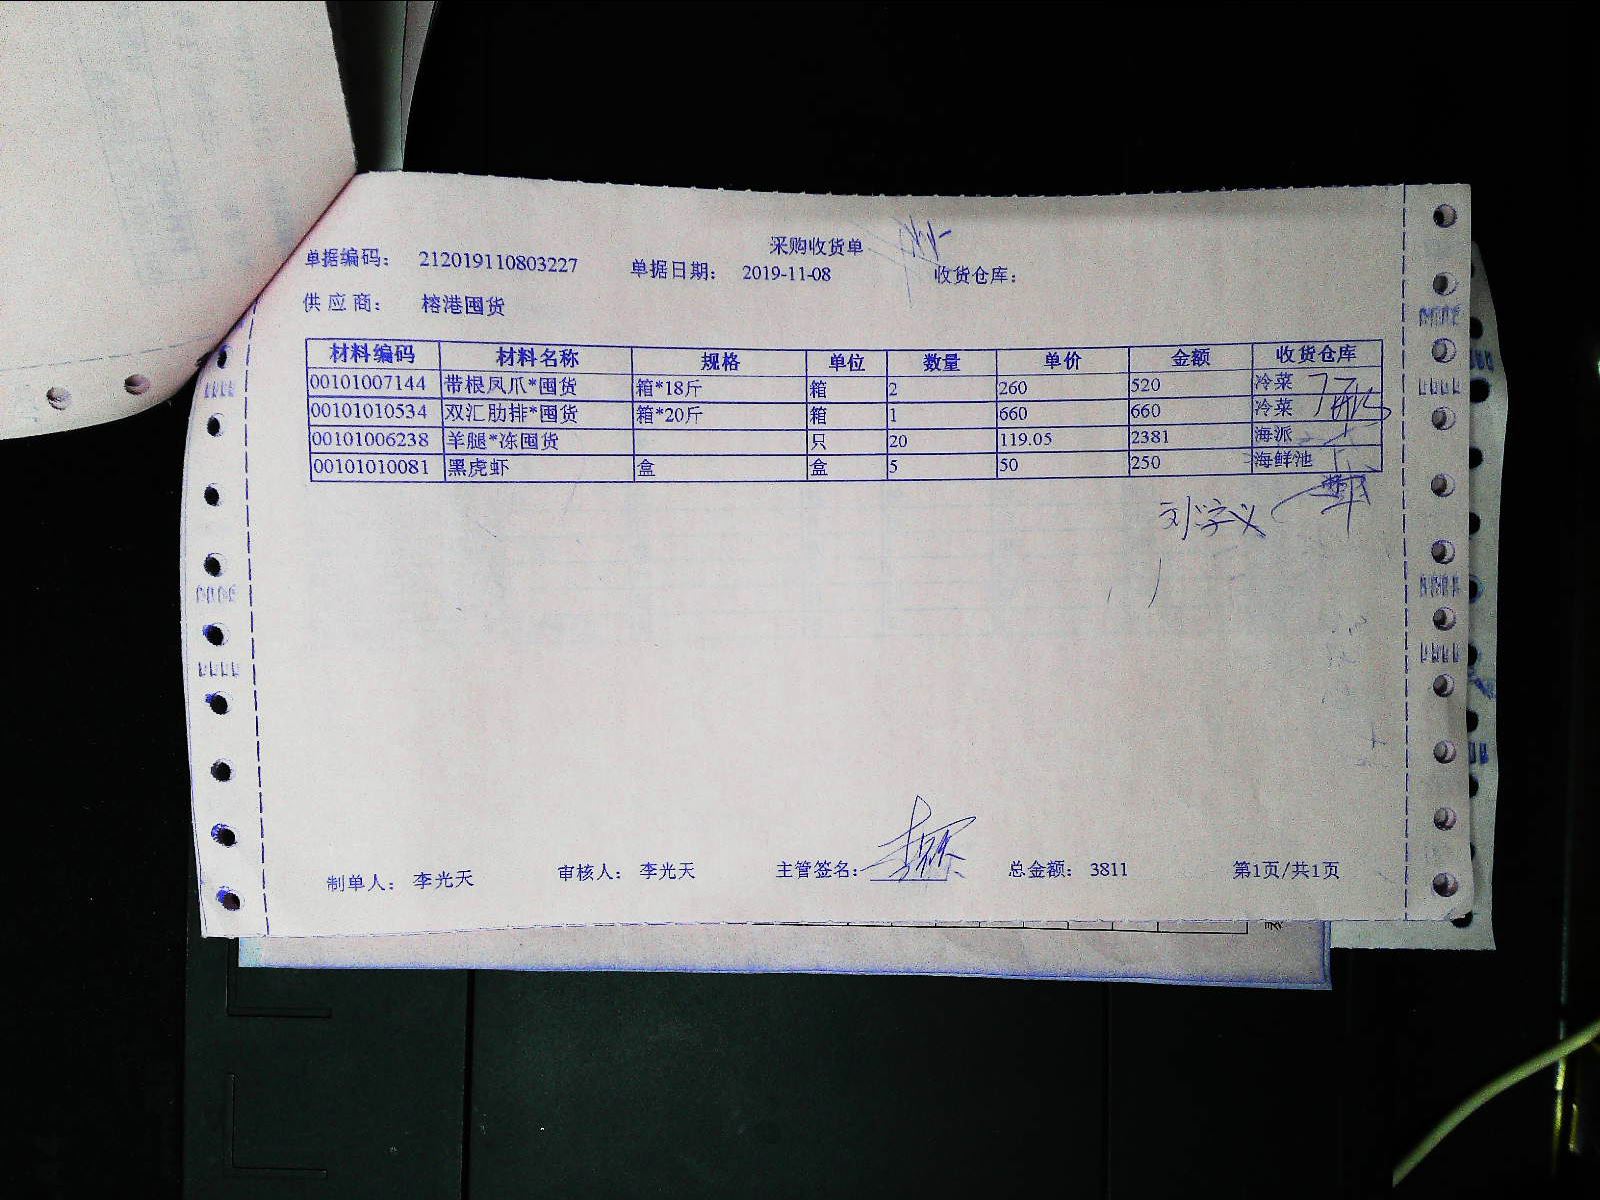 采购收货单
单据编码： 212019110803227 单据日期： 2019-11-08 收货仓库：
供应商： 榕港囤货
材料编码 材料名称 规格 单位 数量 单价 金额 收货仓库
00101007144 带根凤爪*囤货 箱*18斤 箱 2 260 520 冷菜
00101010534 双汇肋排*囤货 箱*20斤 箱 1 660 660 冷菜
00101006238 羊腿*冻囤货 只 20 119.05 2381 海派
00101010081 黑虎虾 盒 盒 5 50 250 海鲜池
制单人： 李光天 审核人： 李光天 主管签名： 总金额： 3811 第1页/共1页